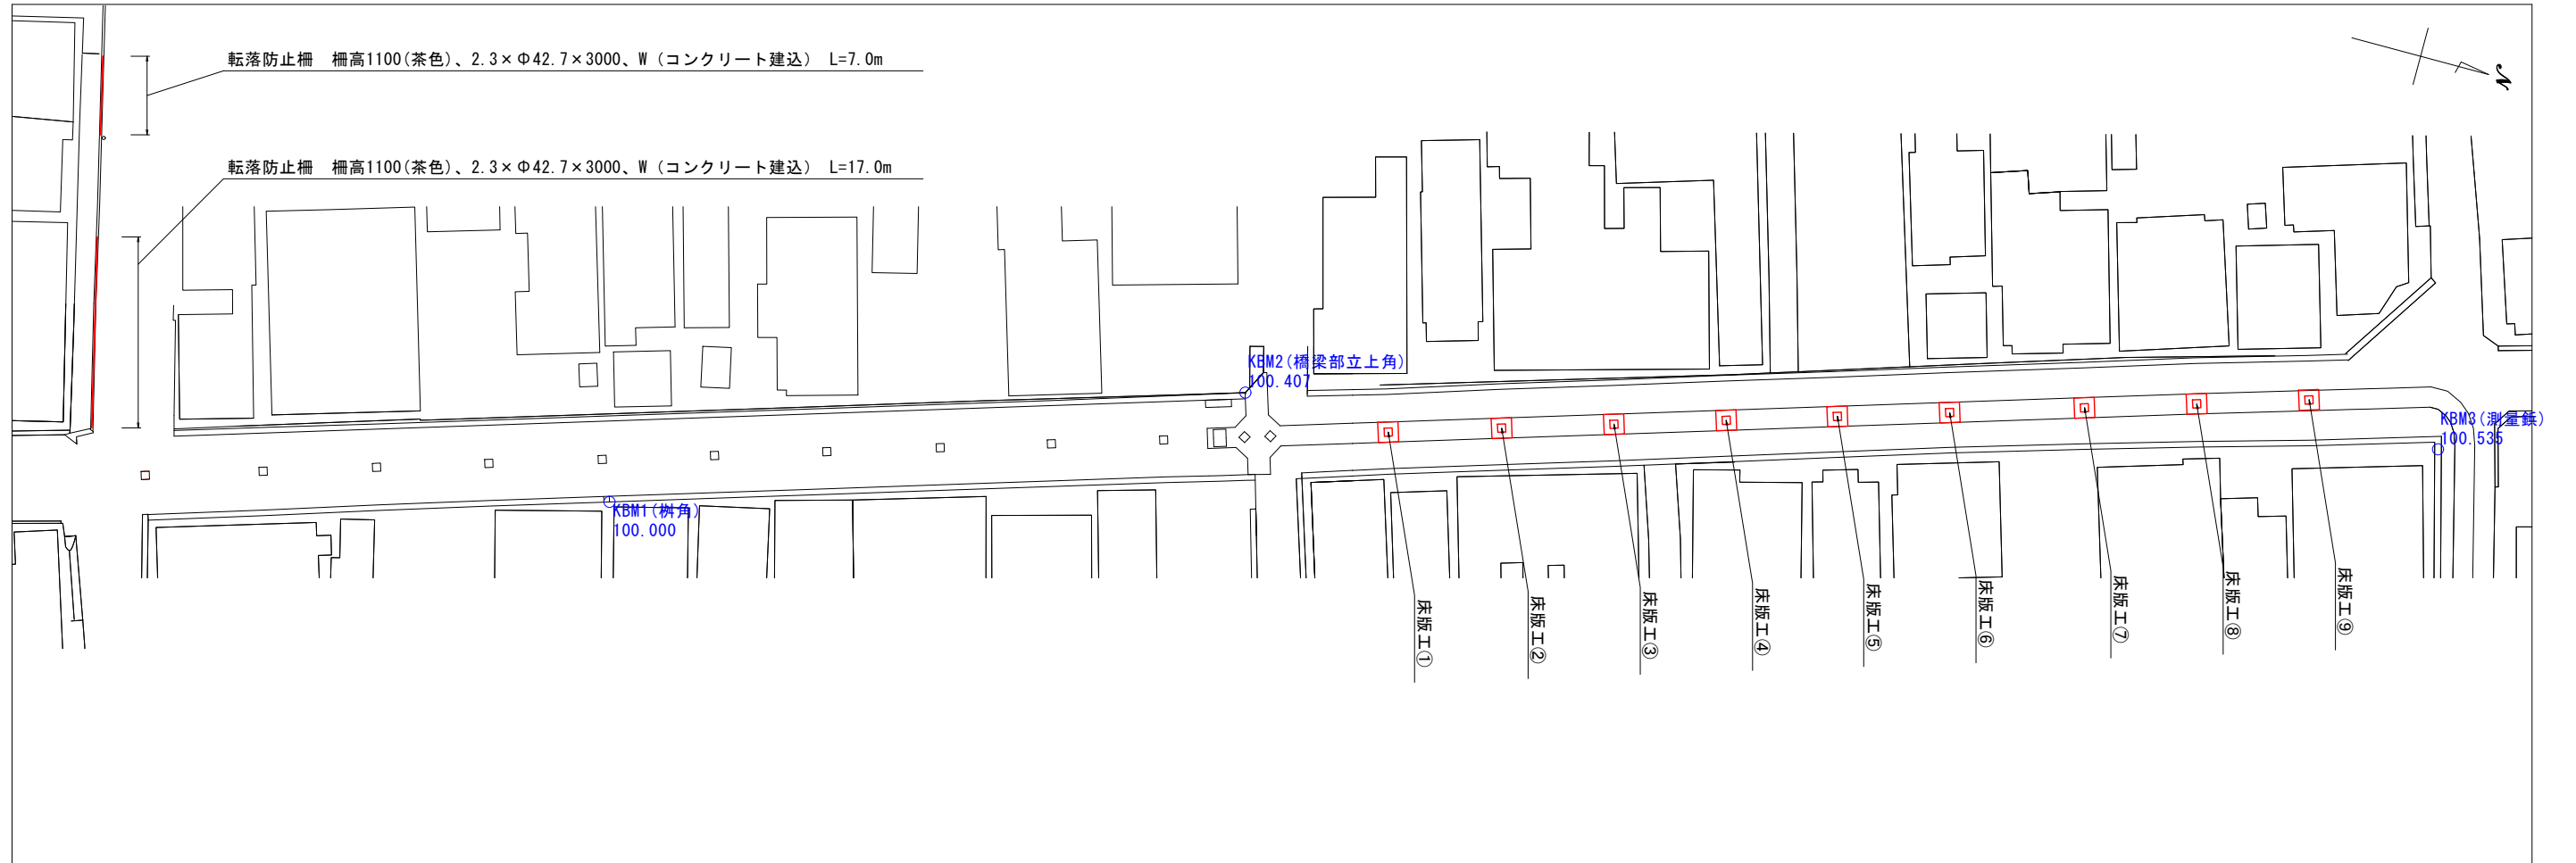 転落防止柵　柵高1100(茶色)、2.3×Φ42.7×3000、W（コンクリート建込）　L=7.0m
N
転落防止柵　柵高1100(茶色)、2.3×Φ42.7×3000、W（コンクリート建込）　L=17.0m
KBM2(橋梁部立上角)
100.407
KBM3(測量鋲)
100.535
KBM1(桝角)
100.000
床版工①
床版工②
床版工③
床版工④
床版工⑤
床版工⑥
床版工⑦
床版工⑧
床版工⑨